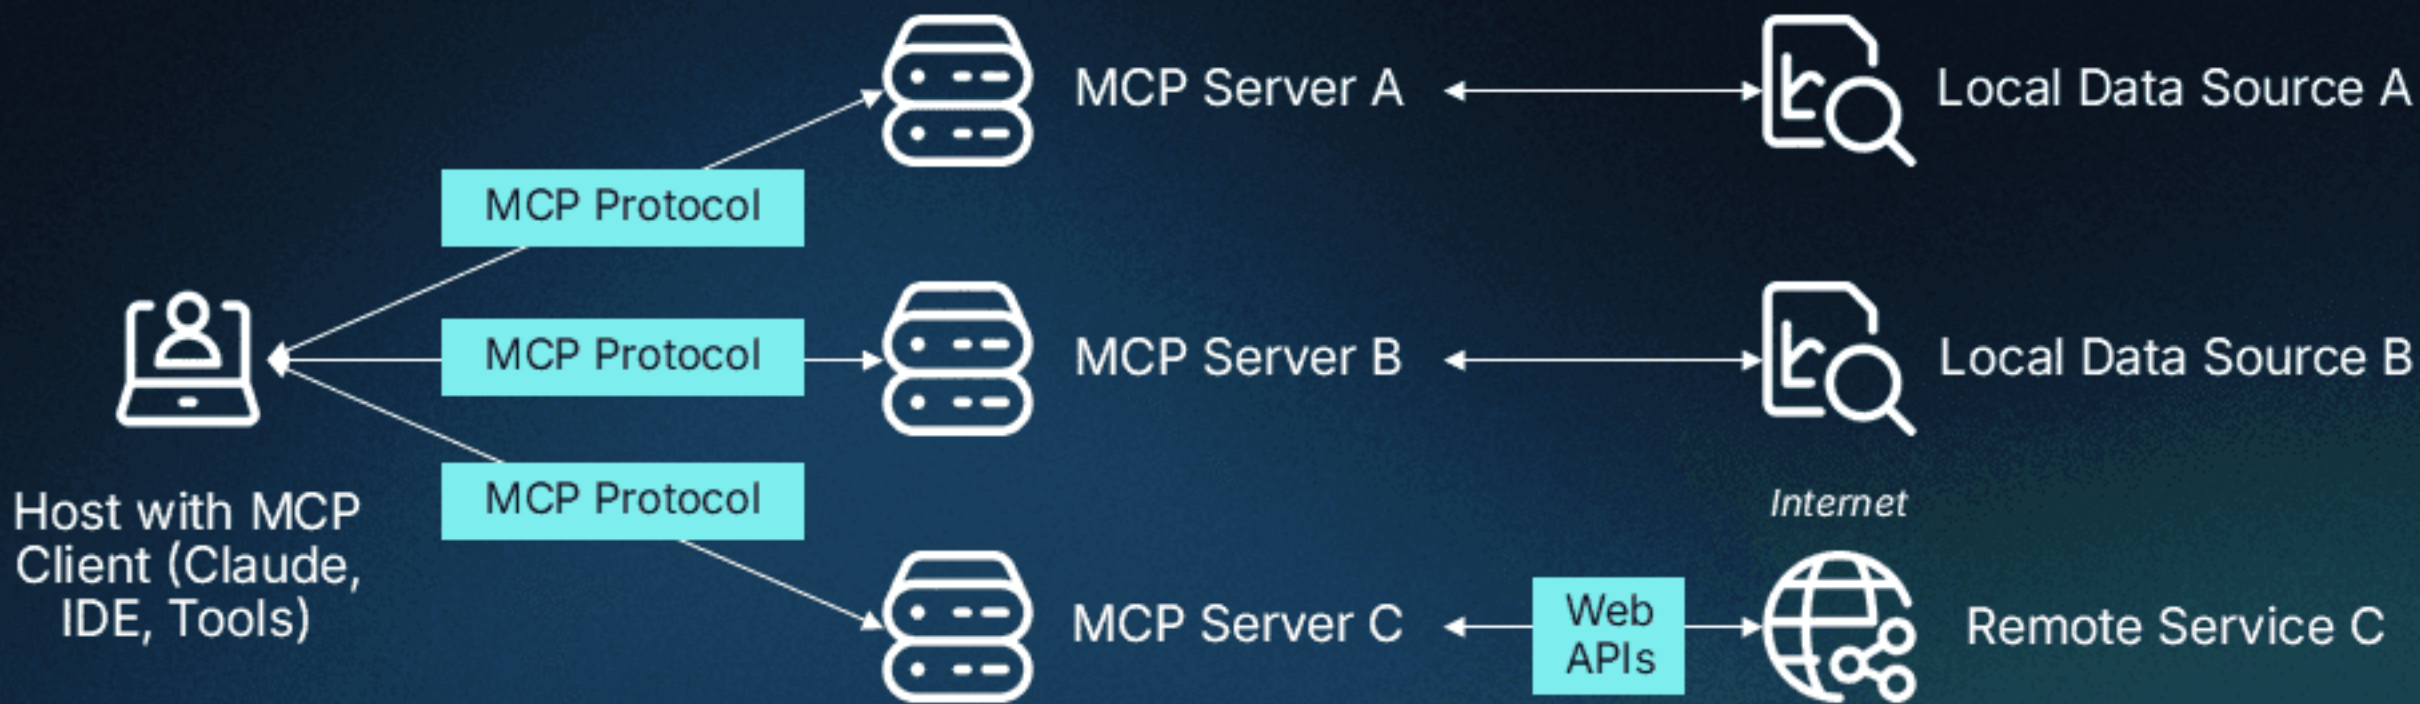 MCP Server A
Local Data Source A
MCP Protocol
MCP Protocol
MCP Server B
Local Data Source B
MCP Protocol
Host with MCP
Client (Claude,
IDE, Tools)
Internet
MCP Server C
Web
APIs
Remote Service C